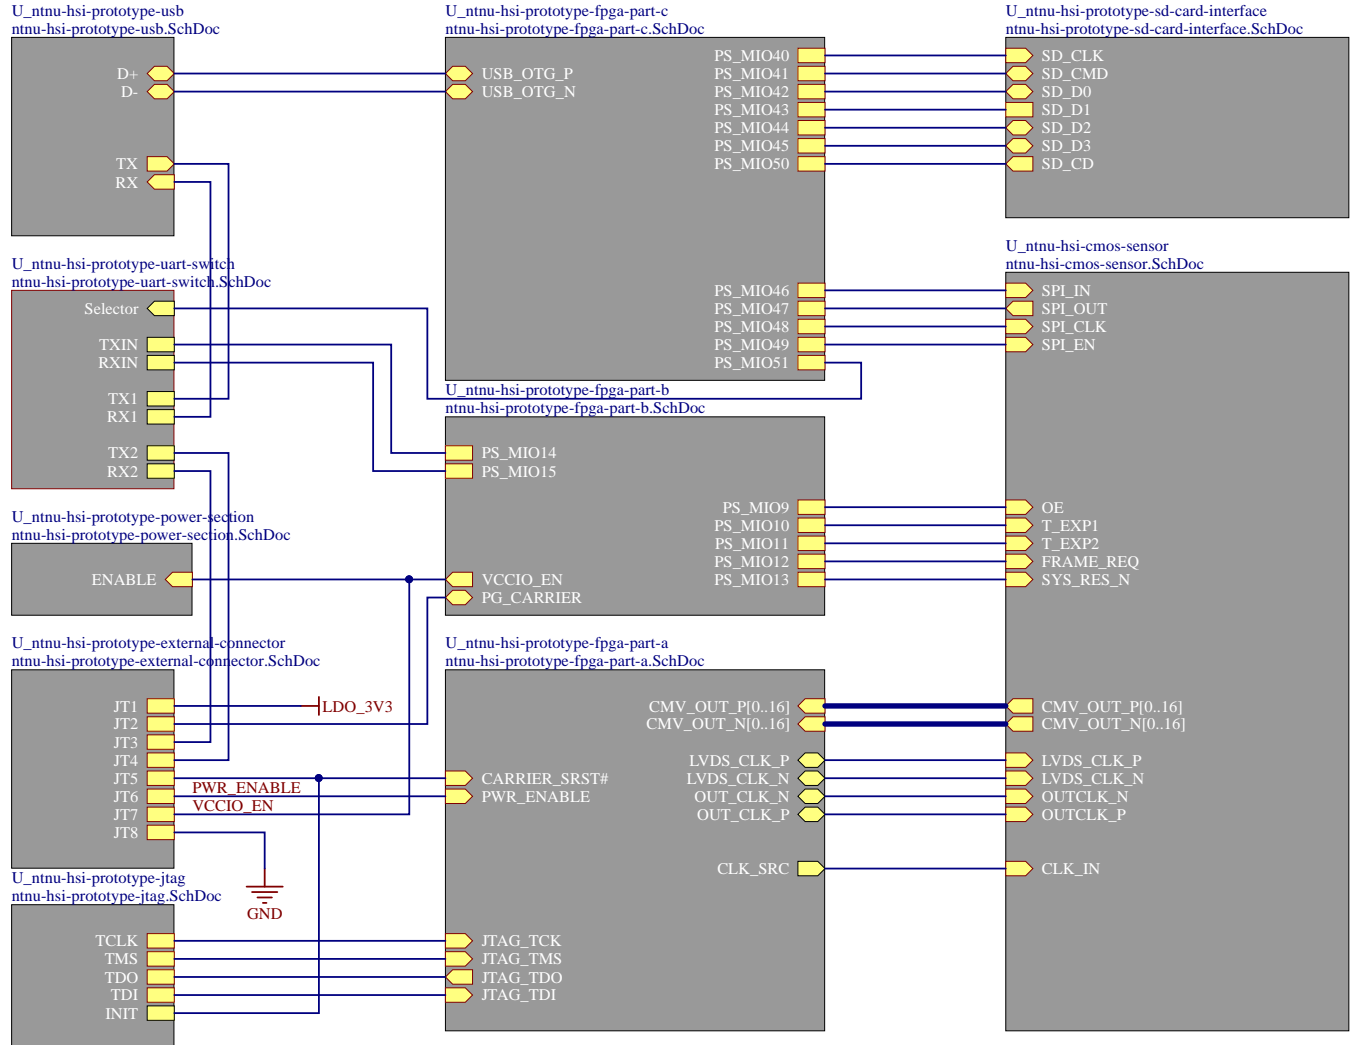 U_ntnu-hsi-prototype-usb
ntnu-hsi-prototype-usb.SchDoc
D+
D-
TX
RX
U_ntnu-hsi-prototype-uart-switch
ntnu-hsi-prototype-uart-switch.SchDoc
Selector
TXIN
RXIN
TX1
RX1
TX2
RX2
U_ntnu-hsi-prototype-power-section
ntnu-hsi-prototype-power-section.SchDoc
ENABLE
U_ntnu-hsi-prototype-external-connector
ntnu-hsi-prototype-external-connector.SchDoc
JT1
JT2
JT3
JT4
JT5
JT6
JT7
JT8
LDO_3V3
PWR_ENABLE
VCCIO_EN
GND
U_ntnu-hsi-prototype-jtag
ntnu-hsi-prototype-jtag.SchDoc
TCLK
TMS
TDO
TDI
INIT
U_ntnu-hsi-prototype-fpga-part-c
ntnu-hsi-prototype-fpga-part-c.SchDoc
USB_OTG_P
USB_OTG_N
PS_MIO40
PS_MIO41
PS_MIO42
PS_MIO43
PS_MIO44
PS_MIO45
PS_MIO50
PS_MIO46
PS_MIO47
PS_MIO48
PS_MIO49
PS_MIO51
U_ntnu-hsi-prototype-fpga-part-b
ntnu-hsi-prototype-fpga-part-b.SchDoc
PS_MIO14
PS_MIO15
PS_MIO9
PS_MIO10
PS_MIO11
PS_MIO12
PS_MIO13
VCCIO_EN
PG_CARRIER
U_ntnu-hsi-prototype-fpga-part-a
ntnu-hsi-prototype-fpga-part-a.SchDoc
CMV_OUT_P[0..16]
CMV_OUT_N[0..16]
LVDS_CLK_P
LVDS_CLK_N
OUT_CLK_N
OUT_CLK_P
CARRIER_SRST#
PWR_ENABLE
CLK_SRC
JTAG_TCK
JTAG_TMS
JTAG_TDO
JTAG_TDI
U_ntnu-hsi-prototype-sd-card-interface
ntnu-hsi-prototype-sd-card-interface.SchDoc
SD_CLK
SD_CMD
SD_D0
SD_D1
SD_D2
SD_D3
SD_CD
U_ntnu-hsi-cmos-sensor
ntnu-hsi-cmos-sensor.SchDoc
SPI_IN
SPI_OUT
SPI_CLK
SPI_EN
OE
T_EXP1
T_EXP2
FRAME_REQ
SYS_RES_N
CMV_OUT_P[0..16]
CMV_OUT_N[0..16]
LVDS_CLK_P
LVDS_CLK_N
OUTCLK_N
OUTCLK_P
CLK_IN